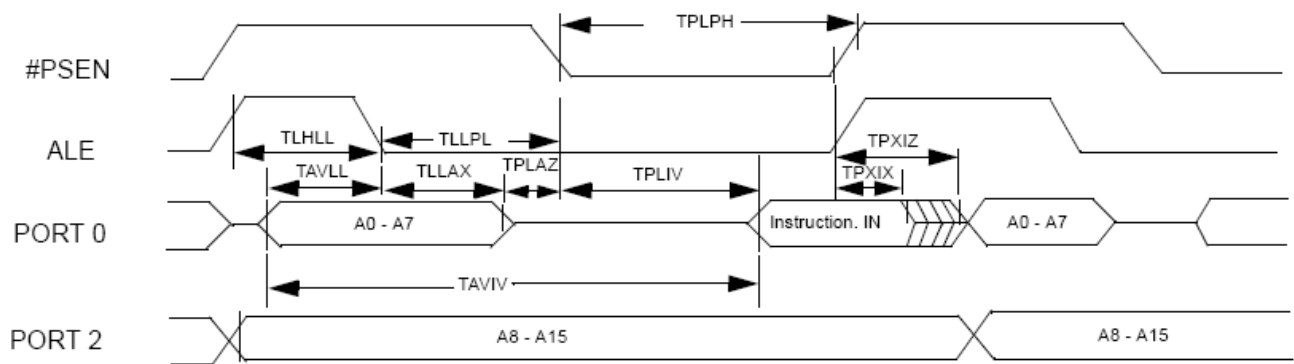 TPLPH
#PSEN
TLHLL
TLLPL
TPXIZ
ALE
TAVLL
TLLAX
TPLAZ
TPLIV
TPXIX
PORT 0
A0 - A7
Instruction. IN
A0 - A7
TAVIV
PORT 2
A8 - A15
A8 - A15